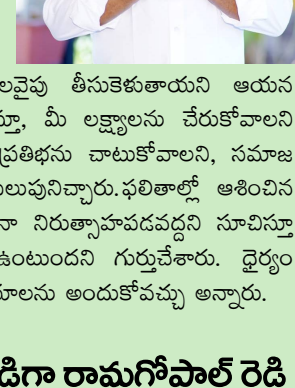 లవైపు తీసుకెళుతాయని ఆయన
స్తూ, మీ లక్ష్యాలను చేరుకోవాలని
ప్రతిభను చాటుకోవాలని, సమాజ
లుపునిచ్చారు.ఫలితాల్లో ఆశించిన
నా నిరుత్సాహపడవద్దని సూచిస్తూ
ఉంటుందని గుర్తుచేశారు. ధైర్యం
యాలను అందుకోవచ్చు అన్నారు.
డిగా రామగోపాల్ రెడ్డి